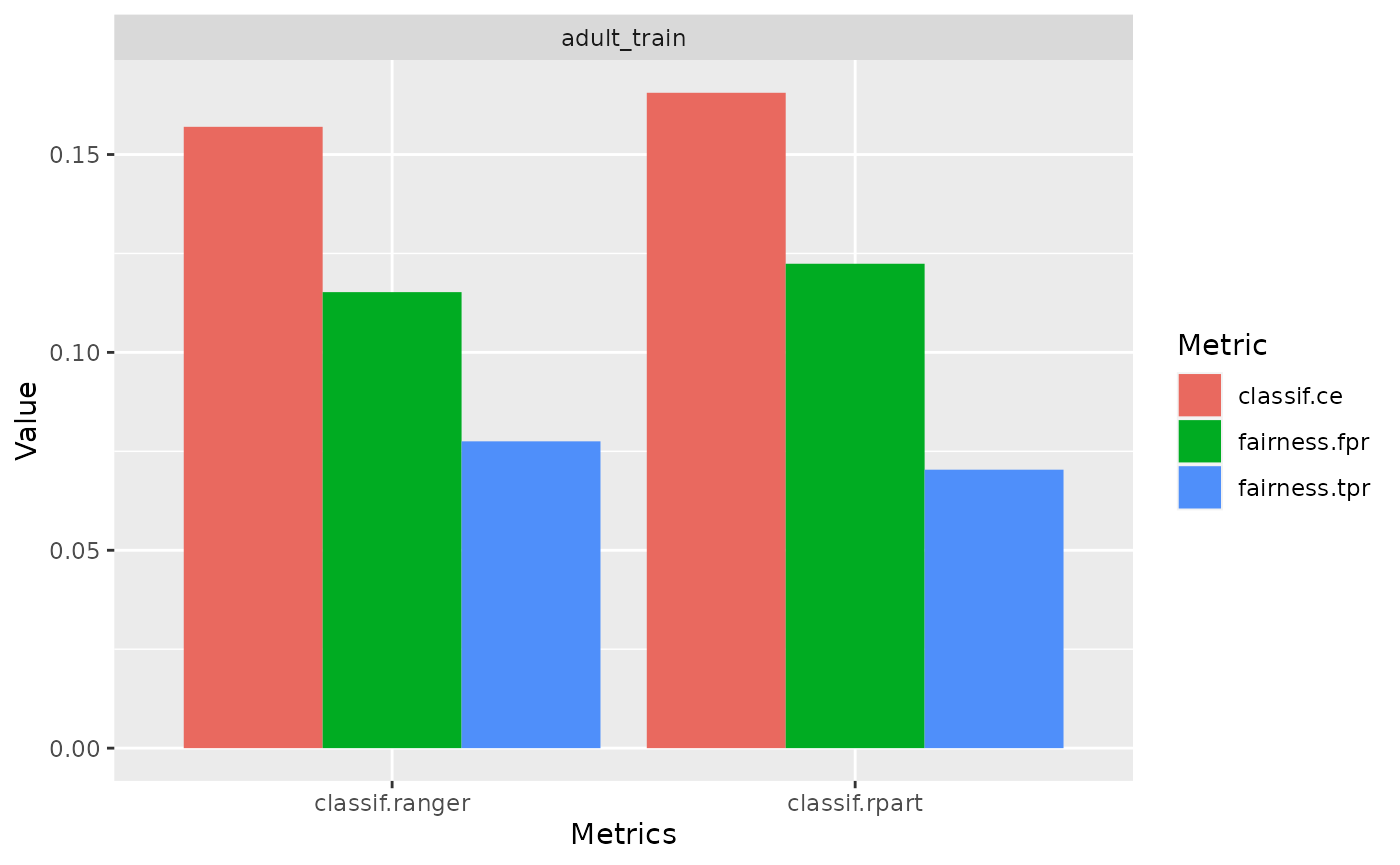 adult_train
0.15
0.10
0.05
0.00
Value
classif.ranger
classif.rpart
Metrics
Metric
classif.ce
fairness.fpr
fairness.tpr